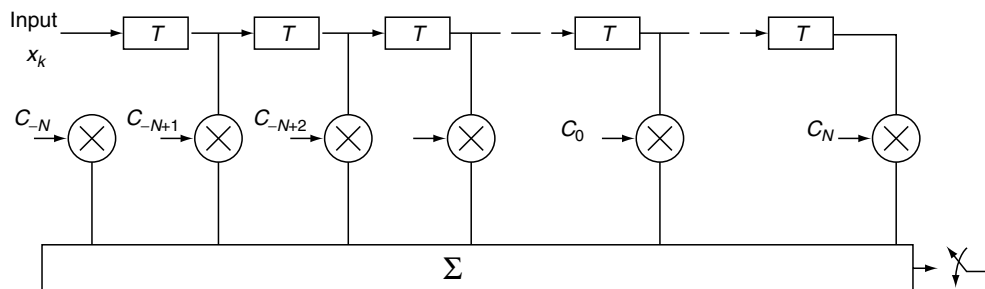 Input
T T T T T
x_k
C_{-N} C_{-N+1} C_{-N+2} C_0 C_N
Σ